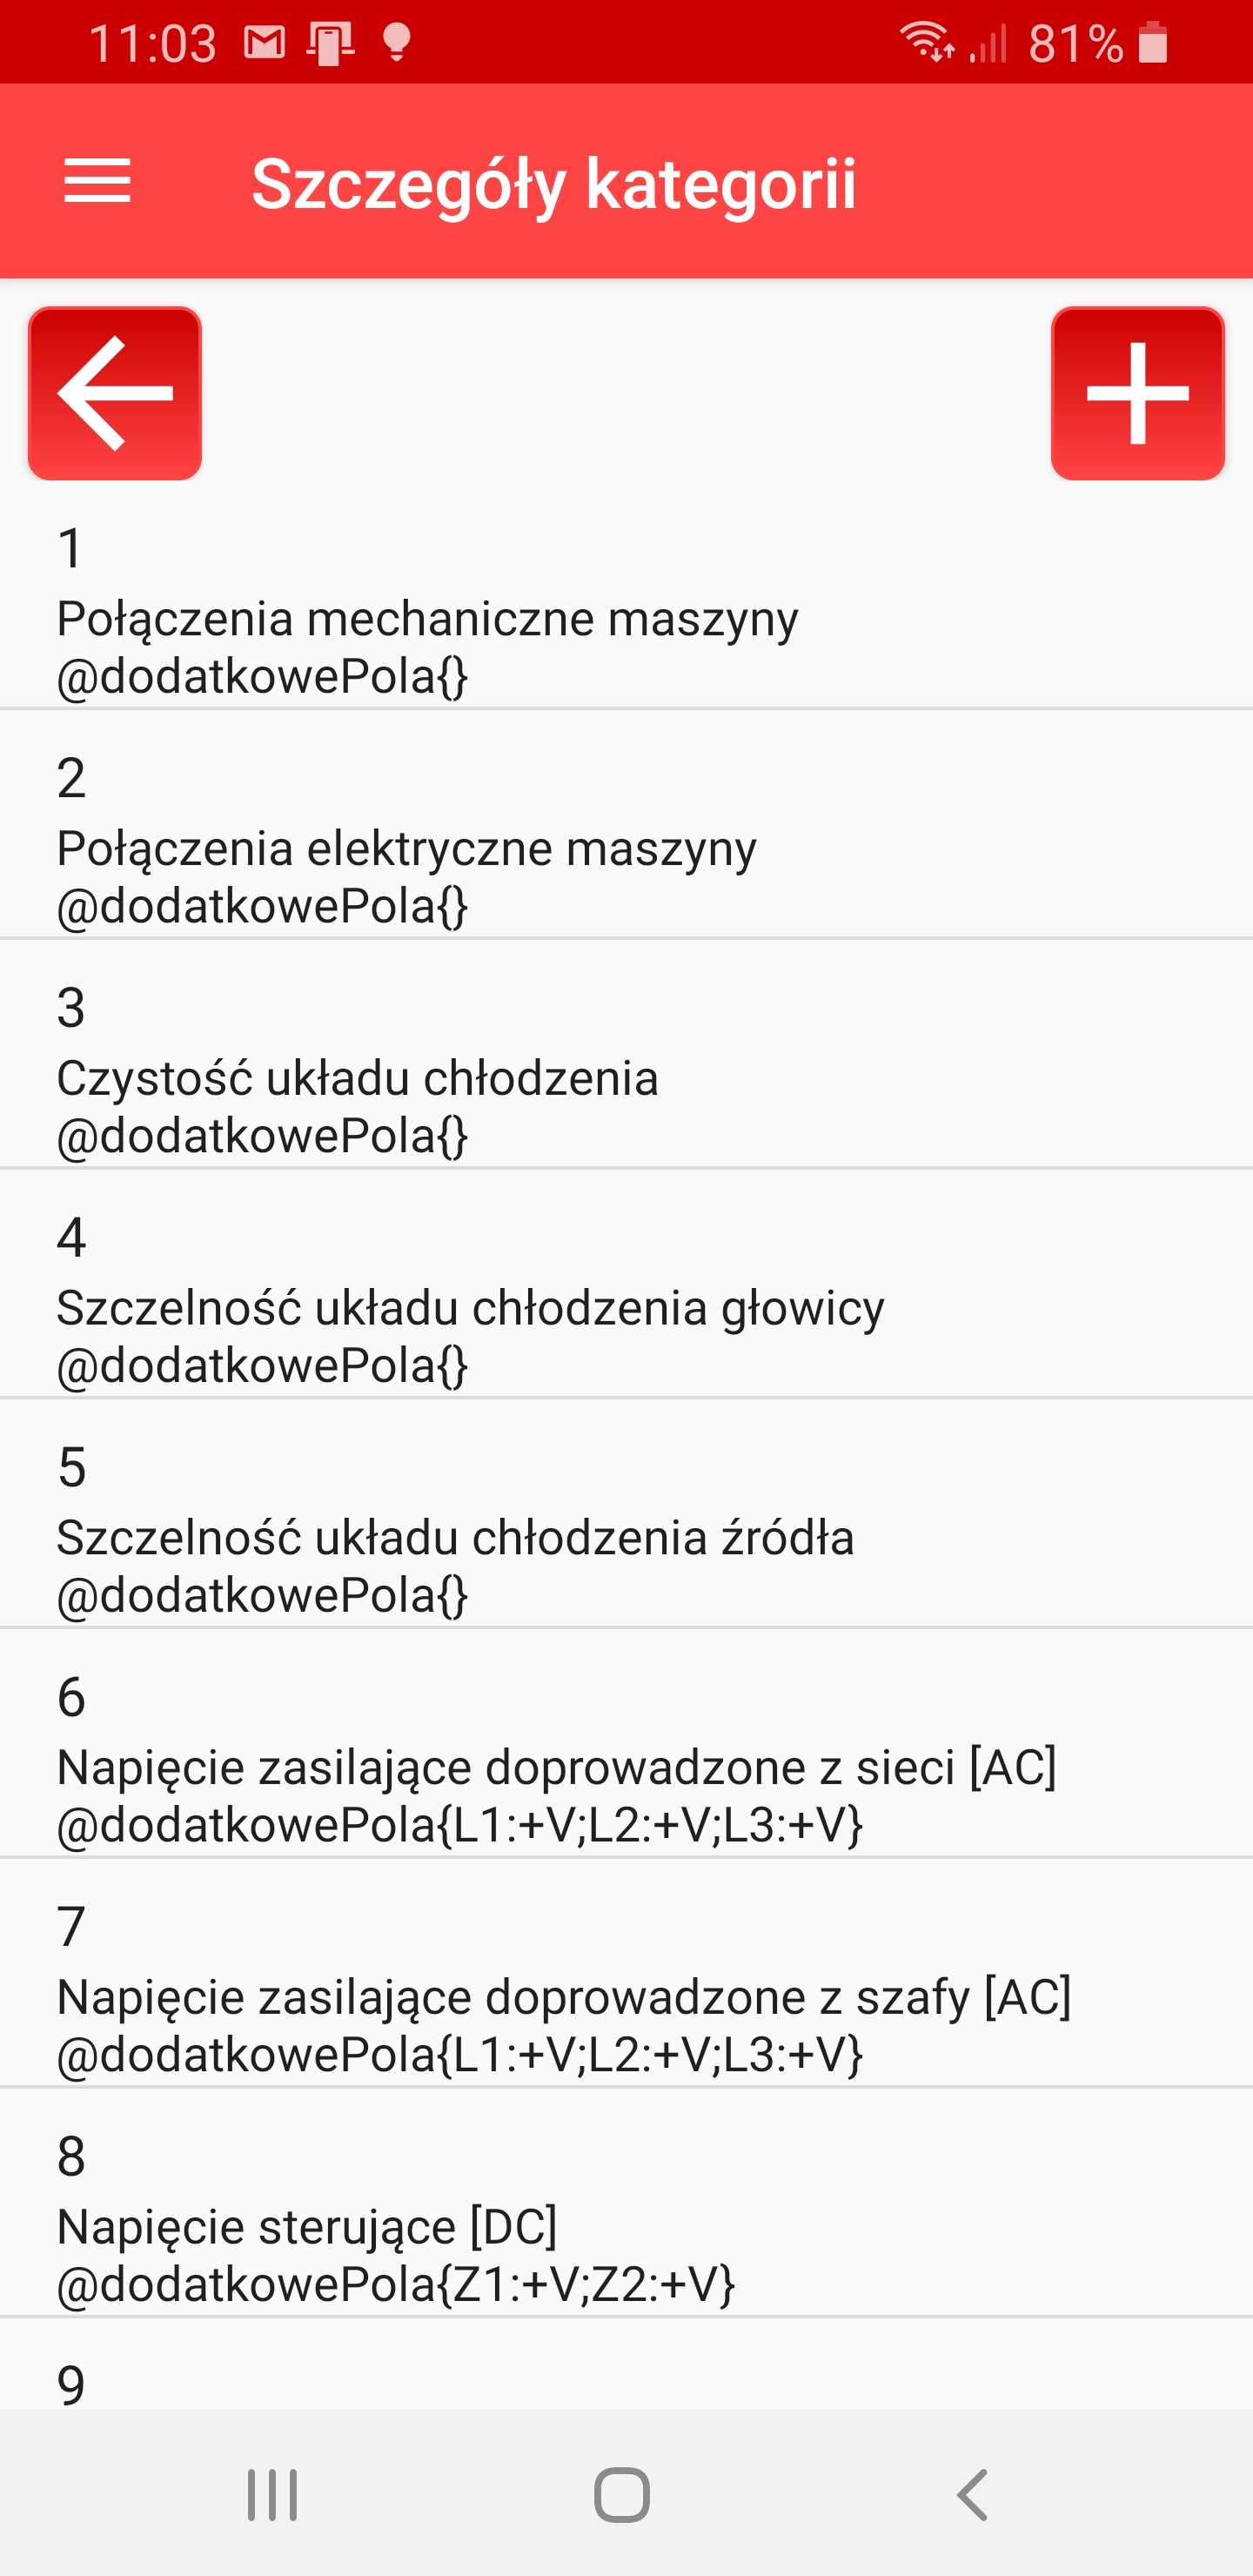 11:03 81%
Szczegóły kategorii
1
Połączenia mechaniczne maszyny
@dodatkowePola{}
2
Połączenia elektryczne maszyny
@dodatkowePola{}
3
Czystość układu chłodzenia
@dodatkowePola{}
4
Szczelność układu chłodzenia głowicy
@dodatkowePola{}
5
Szczelność układu chłodzenia źródła
@dodatkowePola{}
6
Napięcie zasilające doprowadzone z sieci [AC]
@dodatkowePola{L1:+V;L2:+V;L3:+V}
7
Napięcie zasilające doprowadzone z szafy [AC]
@dodatkowePola{L1:+V;L2:+V;L3:+V}
8
Napięcie sterujące [DC]
@dodatkowePola{Z1:+V;Z2:+V}
9